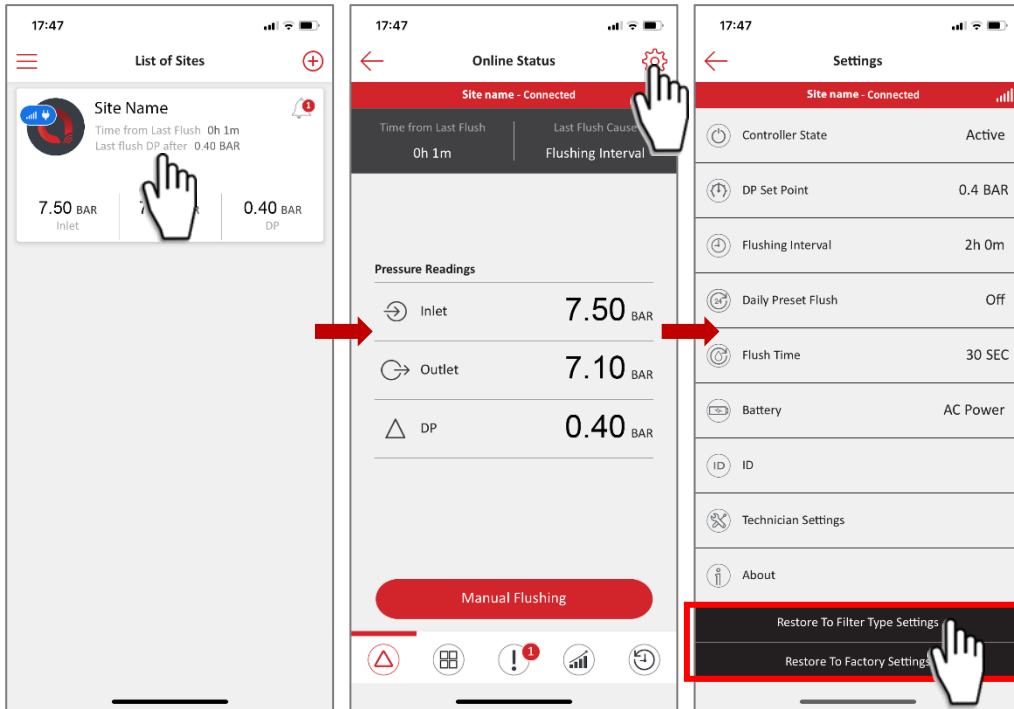 17:47
List of Sites
Site Name
1
Time from Last Flush 0h 1m
Last flush DP after 0.40 BAR
7.50 BAR
0.40 BAR
Inlet
DP
17:47
Online Status
Site name - Connected
Time from Last Flush
Last Flush Cause
0h 1m
Flushing Interval
Pressure Readings
Inlet 7.50 BAR
Outlet 7.10 BAR
DP 0.40 BAR
Manual Flushing
1
17:47
Settings
Site name - Connected
Controller State Active
DP Set Point 0.4 BAR
Flushing Interval 2h 0m
24 Daily Preset Flush Off
Flush Time 30 SEC
Battery AC Power
ID ID
Technician Settings
About
Restore To Filter Type Settings
Restore To Factory Settings